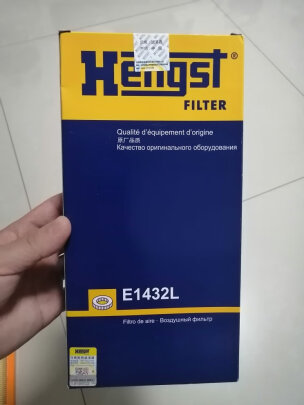 Hengst®
FILTER
Qualité d'équipement d'origine
原厂品质
Качество оригинального оборудования
E1432L
Filtro de aire · Воздушный фильтр